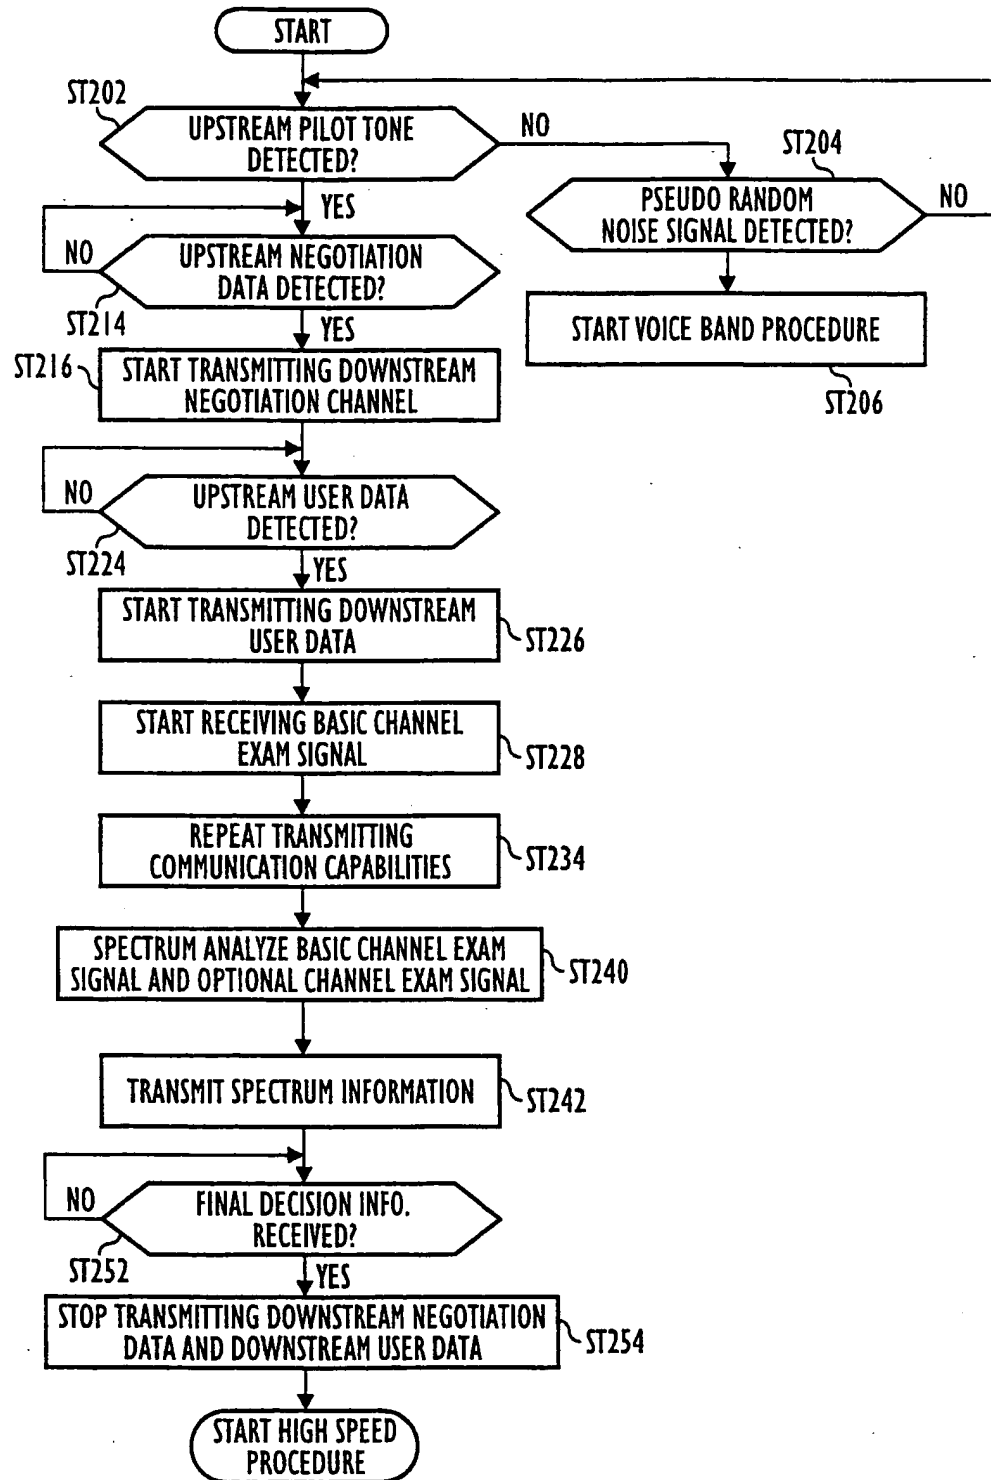 START
ST202
UPSTREAM PILOT TONE
DETECTED?
NO
ST204
PSEUDO RANDOM
NOISE SIGNAL DETECTED?
NO
YES
NO
UPSTREAM NEGOTIATION
DATA DETECTED?
ST214
YES
START VOICE BAND PROCEDURE
ST206
ST216
START TRANSMITTING DOWNSTREAM
NEGOTIATION CHANNEL
NO
UPSTREAM USER DATA
DETECTED?
ST224
YES
START TRANSMITTING DOWNSTREAM
USER DATA
ST226
START RECEIVING BASIC CHANNEL
EXAM SIGNAL
ST228
REPEAT TRANSMITTING
COMMUNICATION CAPABILITIES
ST234
SPECTRUM ANALYZE BASIC CHANNEL EXAM
SIGNAL AND OPTIONAL CHANNEL EXAM SIGNAL
ST240
TRANSMIT SPECTRUM INFORMATION
ST242
NO
FINAL DECISION INFO.
RECEIVED?
ST252
YES
STOP TRANSMITTING DOWNSTREAM NEGOTIATION
DATA AND DOWNSTREAM USER DATA
ST254
START HIGH SPEED
PROCEDURE